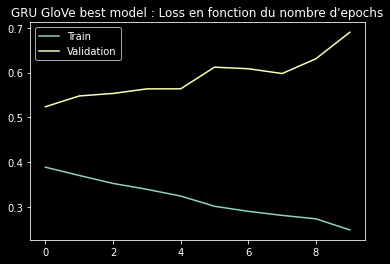 GRU GloVe best model : Loss en fonction du nombre d'epochs
0.7
0.6
0.5
0.4
0.3
Train
Validation
0 2 4 6 8